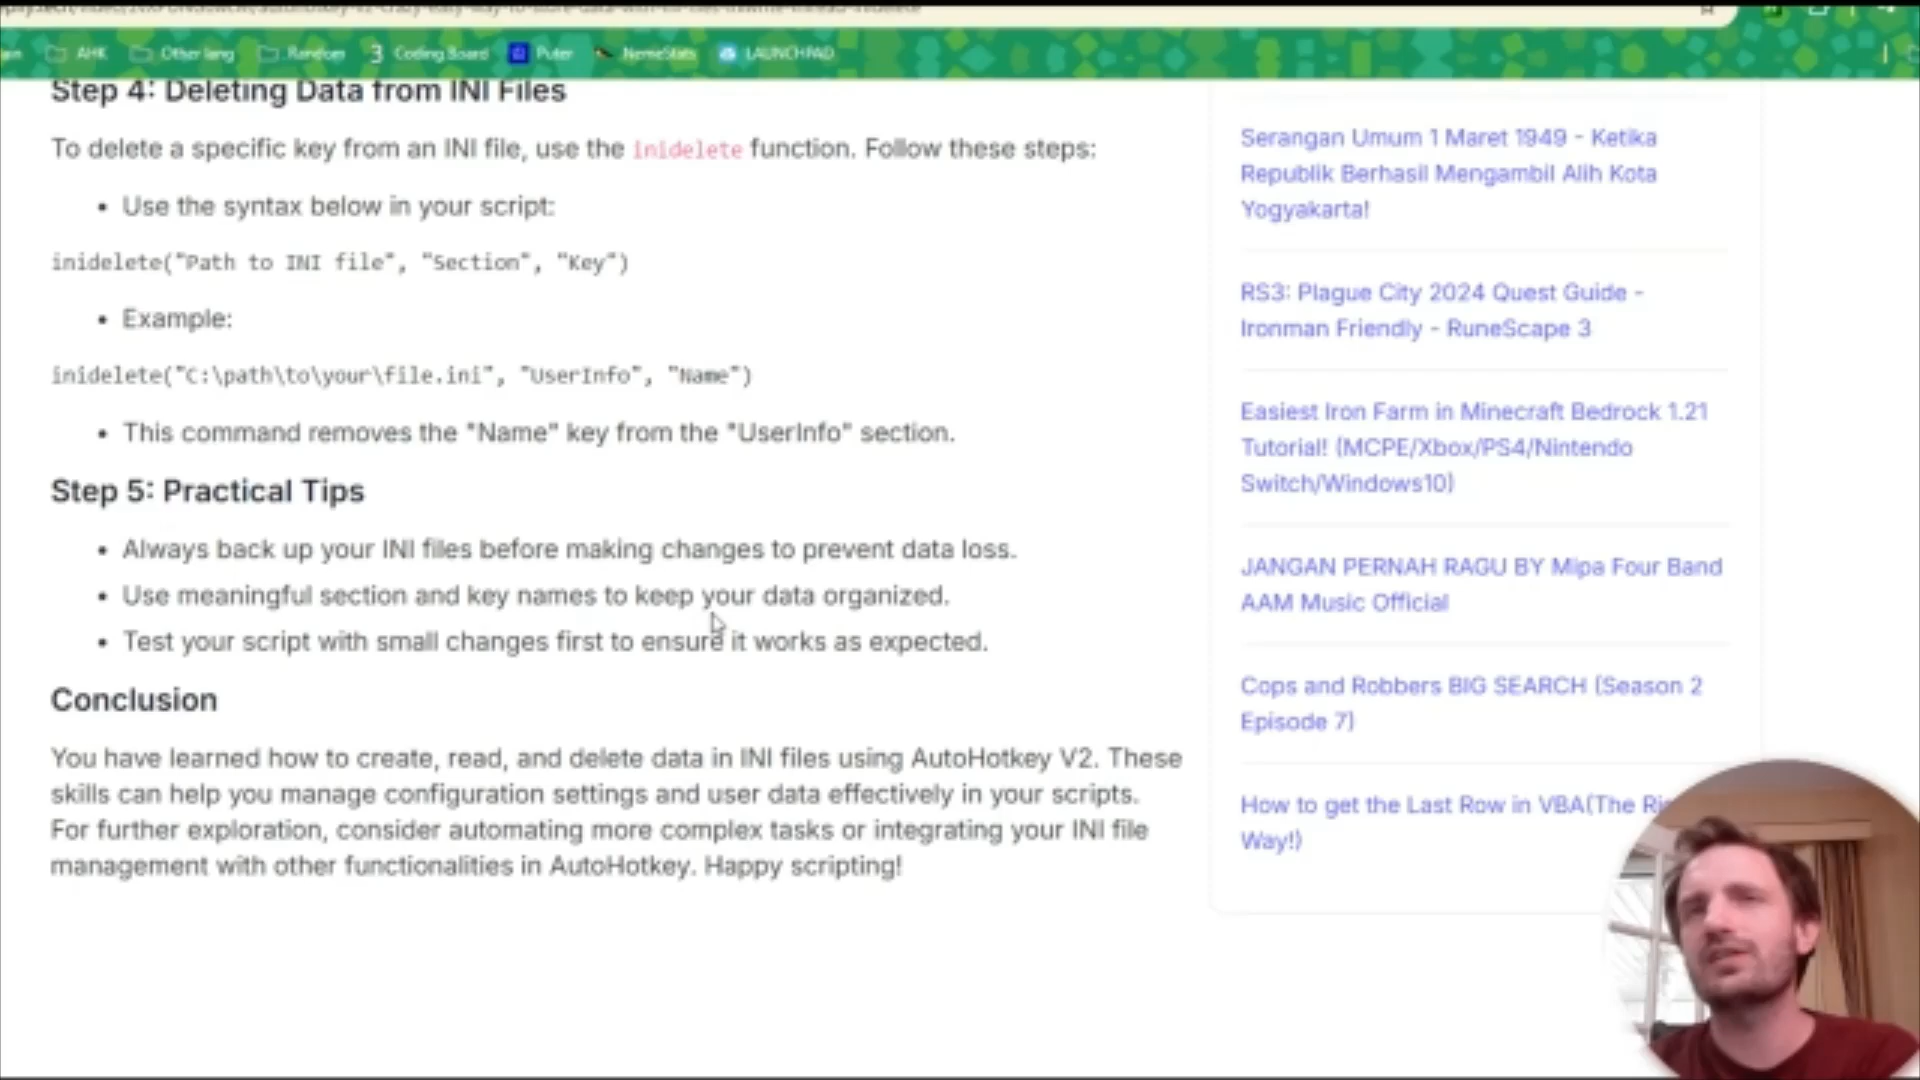 AHK
Other lang
Random
Coding Board
Puter
NemeStats
LAUNCHPAD
Step 4: Deleting Data from INI Files
To delete a specific key from an INI file, use the inidelete function. Follow these steps:
• Use the syntax below in your script:
inidelete("Path to INI file", "Section", "Key")
• Example:
inidelete("C:\path\to\your\file.ini", "UserInfo", "Name")
• This command removes the "Name" key from the "UserInfo" section.
Step 5: Practical Tips
• Always back up your INI files before making changes to prevent data loss.
• Use meaningful section and key names to keep your data organized.
• Test your script with small changes first to ensure it works as expected.
Conclusion
You have learned how to create, read, and delete data in INI files using AutoHotkey V2. These
skills can help you manage configuration settings and user data effectively in your scripts.
For further exploration, consider automating more complex tasks or integrating your INI file
management with other functionalities in AutoHotkey. Happy scripting!
Serangan Umum 1 Maret 1949 - Ketika
Republik Berhasil Mengambil Alih Kota
Yogyakarta!
RS3: Plague City 2024 Quest Guide -
Ironman Friendly - RuneScape 3
Easiest Iron Farm in Minecraft Bedrock 1.21
Tutorial! (MCPE/Xbox/PS4/Nintendo
Switch/Windows10)
JANGAN PERNAH RAGU BY Mipa Four Band
AAM Music Official
Cops and Robbers BIG SEARCH (Season 2
Episode 7)
How to get the Last Row in VBA(The
Way!)